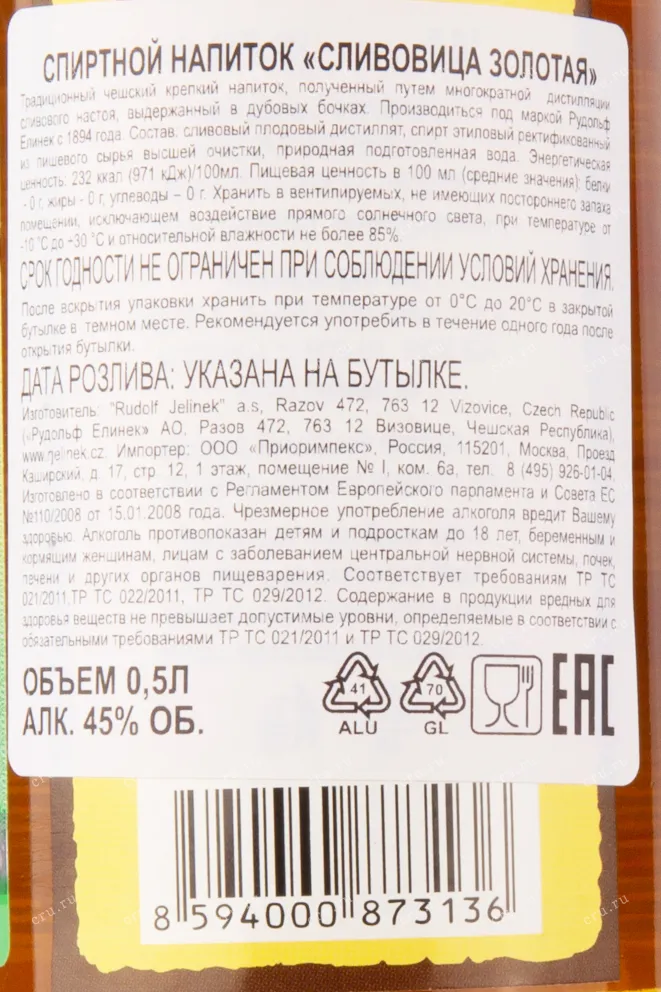 СПИРТНОЙ НАПИТОК «СЛИВОВИЦА ЗОЛОТАЯ»
Традиционный чешский крепкий напиток, полученный путем многократной дистилляции
сливового настоя, выдержанный в дубовых бочках. Производиться под маркой Рудольф
Елинек с 1894 года. Состав: сливовый плодовый дистиллят, спирт этиловый ректификованный
из пищевого сырья высшей очистки, природная подготовленная вода. Энергетическая
ценность: 232 ккал (971 кДж)/100мл. Пищевая ценность в 100 мл (средние значения): белки
- 0 г, жиры - 0 г, углеводы – 0 г. Хранить в вентипируемых, не имеющих постороннего запаха
помещении, исключающем воздействие прямого солнечного света, при температуре от
-10 °C до +30 °C и относительной влажности не более 85%.
СРОК ГОДНОСТИ НЕ ОГРАНИЧЕН ПРИ СОБЛЮДЕНИИ УСЛОВИЙ ХРАНЕНИЯ.
После вскрытия упаковки хранить при температуре от 0°C до 20°C в закрытой
бутылке в темном месте. Рекомендуется употребить в течение одного года после
открытия бутылки.
ДАТА РОЗЛИВА: УКАЗАНА НА БУТЫЛКЕ.
Изготовитель: "Rudolf Jelinek" a.s, Razov 472, 763 12 Vizovice, Czech Republic
(«Рудольф Елинек» АО, Разов 472, 763 12 Визовице, Чешская Республика),
www.rjelinek.cz. Импортер: ООО «Приоримпекс», Россия, 115201, Москва, Проезд
Каширский, д. 17, стр. 12, 1 этаж, помещение № I, ком. 6а, тел. 8 (495) 926-01-04.
Изготовлено в соответствии с Регламентом Европейского парламента и Совета ЕС
№110/2008 от 15.01.2008 года. Чрезмерное употребление алкоголя вредит Вашему
здоровью. Алкоголь противопоказан детям и подросткам до 18 лет, беременным и
кормящим женщинам, лицам с заболеванием центральной нервной системы, почек,
печени и других органов пищеварения. Соответствует требованиям ТР ТС
021/2011,ТР ТС 022/2011, ТР ТС 029/2012. Содержание в продукции вредных для
здоровья веществ не превышает допустимые уровни, определяемые в соответствии с
обязательными требованиями ТР ТС 021/2011 и ТР ТС 029/2012.
ОБЪЕМ 0,5Л
АЛК. 45% ОБ.
41
ALU
70
GL
EAC
8 594000 873136
cru.ru